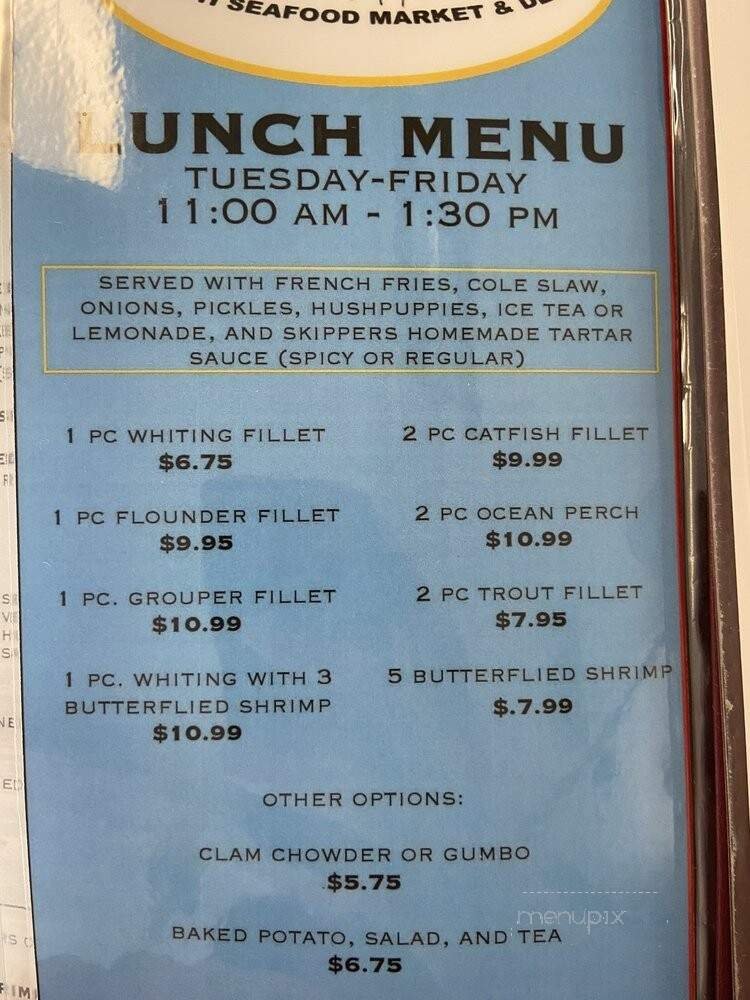 SEAFOOD MARKET &
UNCH MENU
TUESDAY-FRIDAY
11:00 AM - 1:30 PM
SERVED WITH FRENCH FRIES, COLE SLAW,
ONIONS, PICKLES, HUSHPUPPIES, ICE TEA OR
LEMONADE, AND SKIPPERS HOMEMADE TARTAR
SAUCE (SPICY OR REGULAR)
1 PC WHITING FILLET
$6.75
1 PC FLOUNDER FILLET
$9.95
1 PC. GROUPER FILLET
$10.99
1 PC. WHITING WITH 3
BUTTERFLIED SHRIMP
$10.99
2 PC CATFISH FILLET
$9.99
2 PC OCEAN PERCH
$10.99
2 PC TROUT FILLET
$7.95
5 BUTTERFLIED SHRIMP
$.7.99
OTHER OPTIONS:
CLAM CHOWDER OR GUMBO
$5.75
BAKED POTATO, SALAD, AND TEA
$6.75
menupix